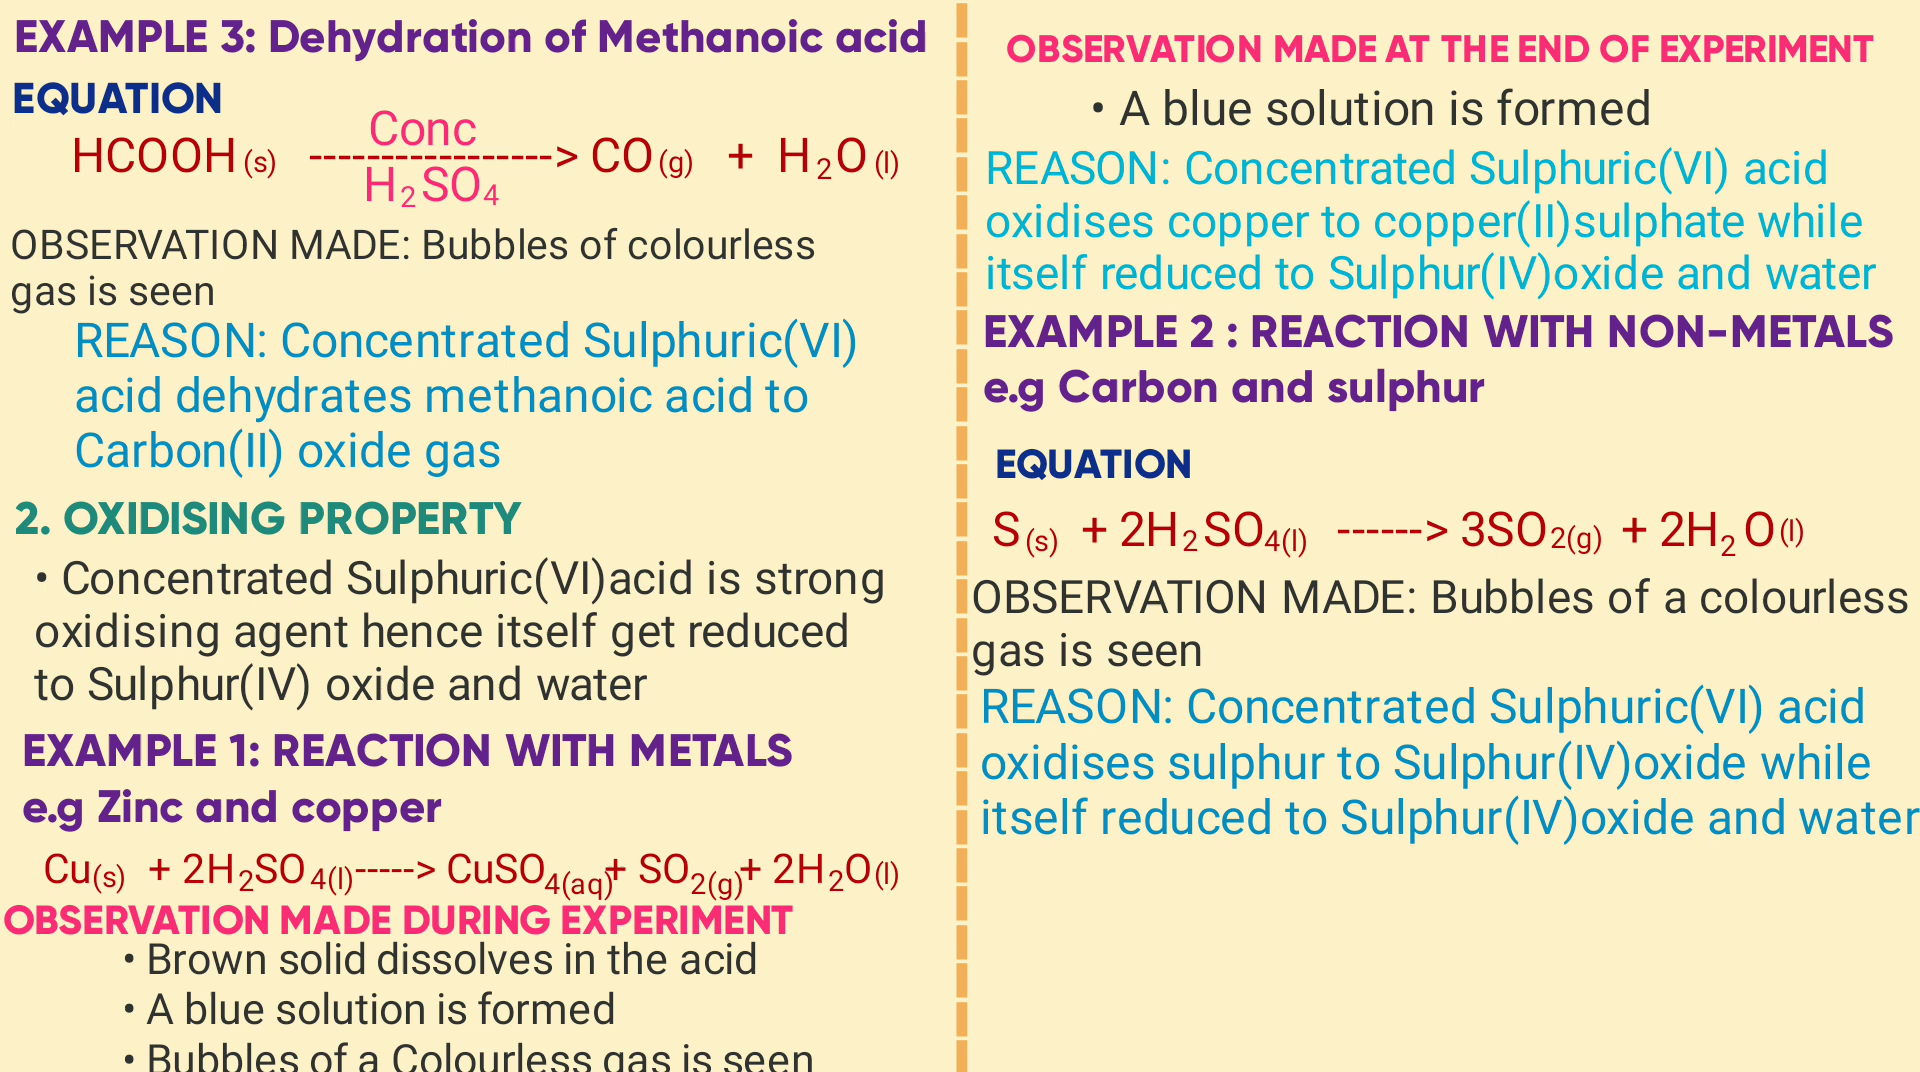 EXAMPLE 3: Dehydration of Methanoic acid
EQUATION
Conc
HCOOH(s) ----------------> CO(g) + H2O(l)
H2SO4
OBSERVATION MADE: Bubbles of colourless
gas is seen
REASON: Concentrated Sulphuric(VI)
acid dehydrates methanoic acid to
Carbon(II) oxide gas
2. OXIDISING PROPERTY
• Concentrated Sulphuric(VI)acid is strong
oxidising agent hence itself get reduced
to Sulphur(IV) oxide and water
EXAMPLE 1: REACTION WITH METALS
e.g Zinc and copper
Cu(s) + 2H2SO4(l)-----> CuSO4(aq)+ SO2(g)+ 2H2O(l)
OBSERVATION MADE DURING EXPERIMENT
• Brown solid dissolves in the acid
• A blue solution is formed
• Bubbles of a Colourless gas is seen
OBSERVATION MADE AT THE END OF EXPERIMENT
• A blue solution is formed
REASON: Concentrated Sulphuric(VI) acid
oxidises copper to copper(II)sulphate while
itself reduced to Sulphur(IV)oxide and water
EXAMPLE 2 : REACTION WITH NON-METALS
e.g Carbon and sulphur
EQUATION
S(s) + 2H2SO4(l) ------> 3SO2(g) + 2H2O(l)
OBSERVATION MADE: Bubbles of a colourless
gas is seen
REASON: Concentrated Sulphuric(VI) acid
oxidises sulphur to Sulphur(IV)oxide while
itself reduced to Sulphur(IV)oxide and water